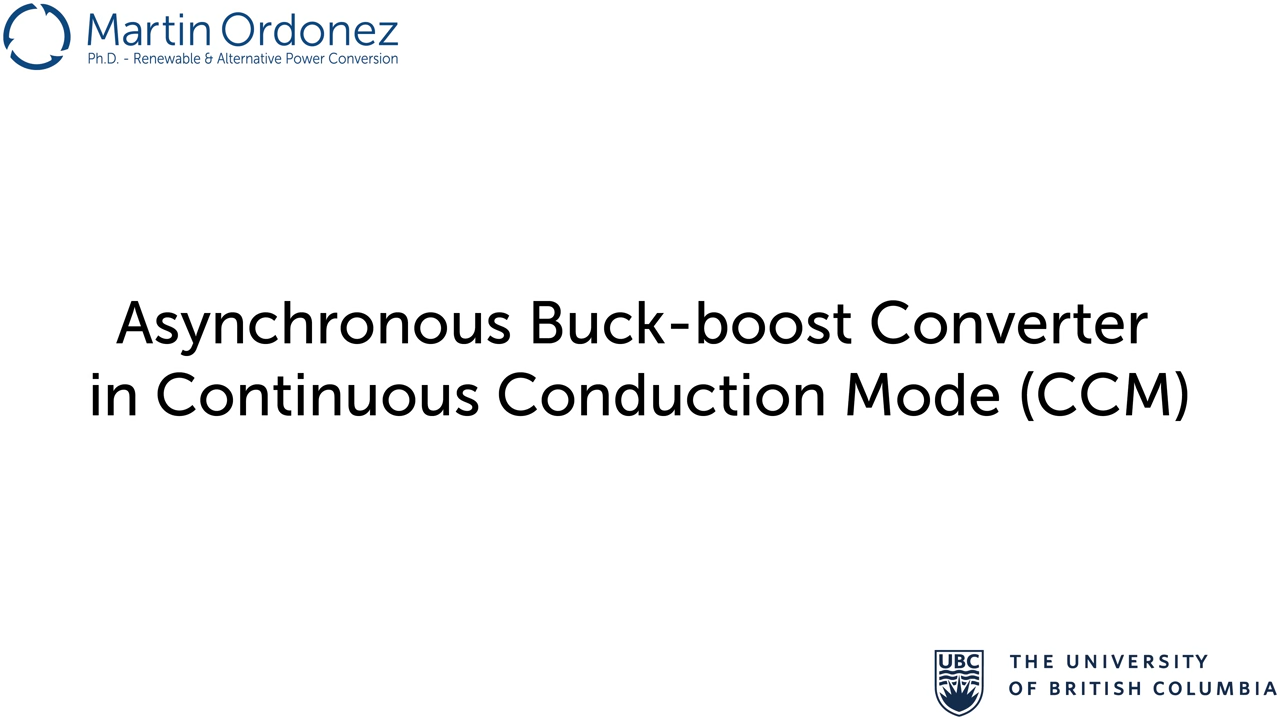 Martin Ordonez
Ph.D. - Renewable & Alternative Power Conversion
Asynchronous Buck-boost Converter
in Continuous Conduction Mode (CCM)
UBC
THE UNIVERSITY
OF BRITISH COLUMBIA